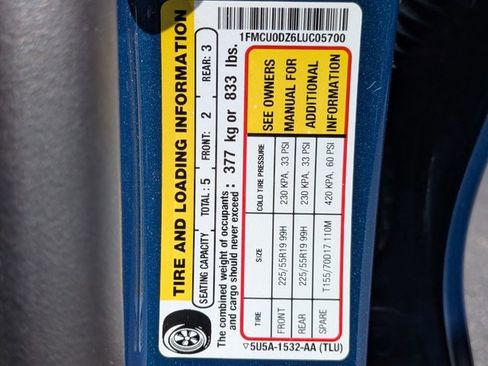 1FMCU0DZ6LUC05700
TIRE AND LOADING INFORMATION
SEATING CAPACITY TOTAL : 5 FRONT: 2 REAR: 3
The combined weight of occupants : 377 kg or 833 lbs.
and cargo should never exceed :
TIRE SIZE COLD TIRE PRESSURE
FRONT 225/55R19 99H 230 KPA, 33 PSI
REAR 225/55R19 99H 230 KPA, 33 PSI
SPARE T155/70D17 110M 420 KPA, 60 PSI
SEE OWNERS
MANUAL FOR
ADDITIONAL
INFORMATION
▽5U5A-1532-AA (TLU)